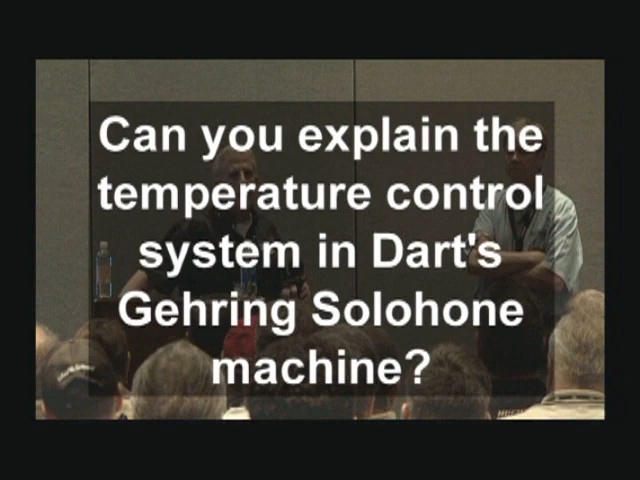 Can you explain the
temperature control
system in Dart's
Gehring Solohone
machine?